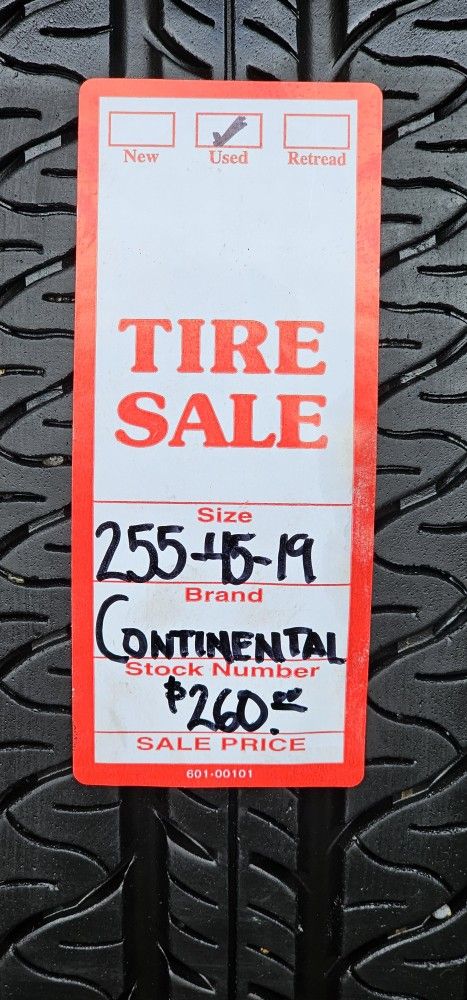 New Used Retread
TIRE
SALE
Size
255-45-19
Brand
CONTINENTAL
Stock Number
$260.00
SALE PRICE
601-00101